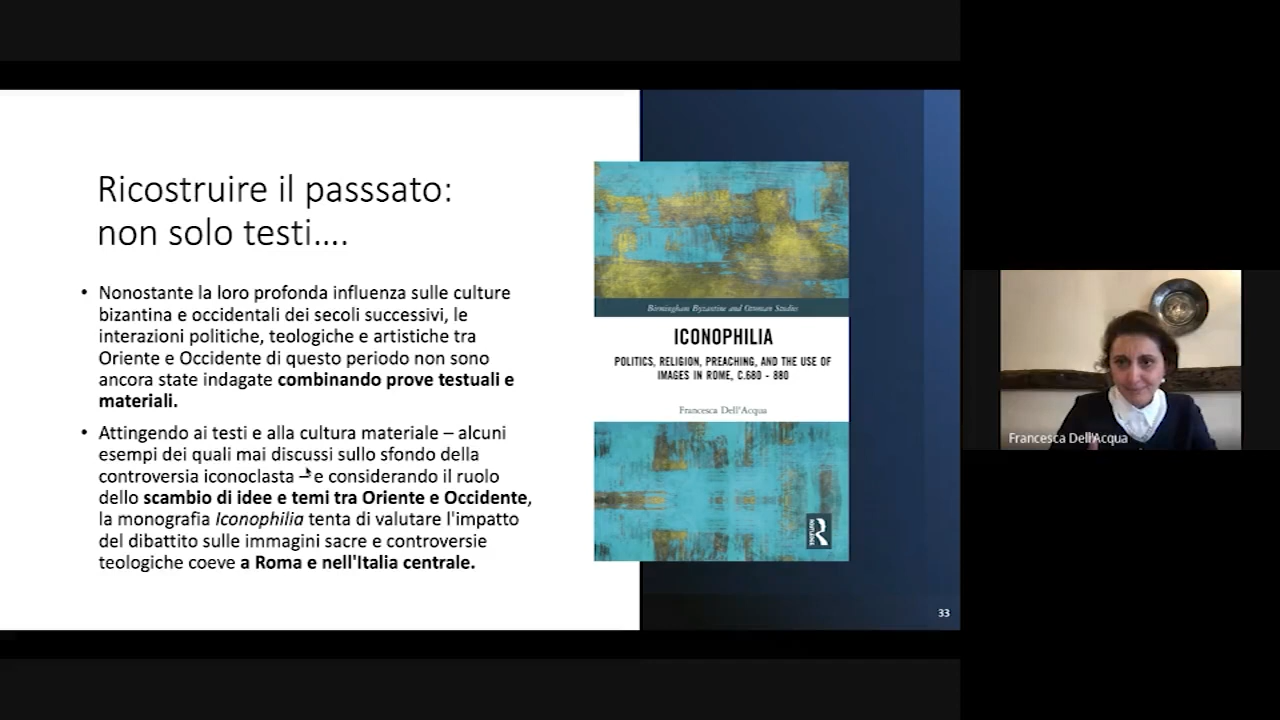 Ricostruire il passsato:
non solo testi....
• Nonostante la loro profonda influenza sulle culture
bizantina e occidentali dei secoli successivi, le
interazioni politiche, teologiche e artistiche tra
Oriente e Occidente di questo periodo non sono
ancora state indagate combinando prove testuali e
materiali.
• Attingendo ai testi e alla cultura materiale – alcuni
esempi dei quali mai discussi sullo sfondo della
controversia iconoclasta – e considerando il ruolo
dello scambio di idee e temi tra Oriente e Occidente,
la monografia Iconophilia tenta di valutare l'impatto
del dibattito sulle immagini sacre e controversie
teologiche coeve a Roma e nell'Italia centrale.
Birmingham Byzantine and Ottoman Studies
ICONOPHILIA
POLITICS, RELIGION, PREACHING, AND THE USE OF
IMAGES IN ROME, C.680 - 880
Francesca Dell'Acqua
ROUTLEDGE
33
Francesca Dell'Acqua